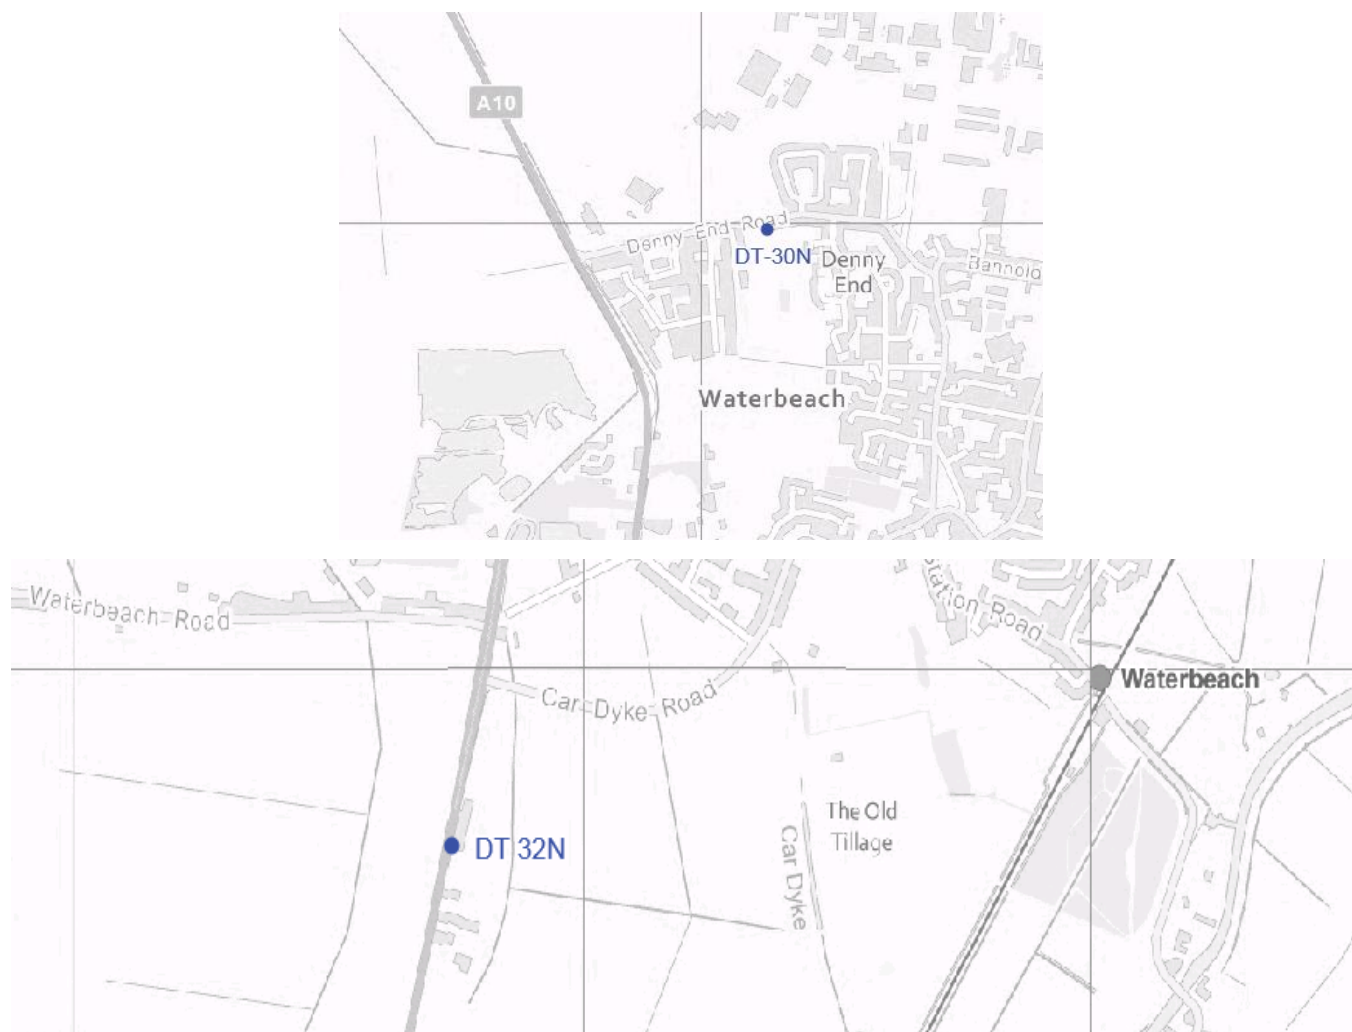 A10
Denny End Road
DT-30N
Denny
End
Bannold
Waterbeach
Waterbeach Road
Station Road
Car Dyke Road
Waterbeach
The Old
Tillage
Car Dyke
DT 32N